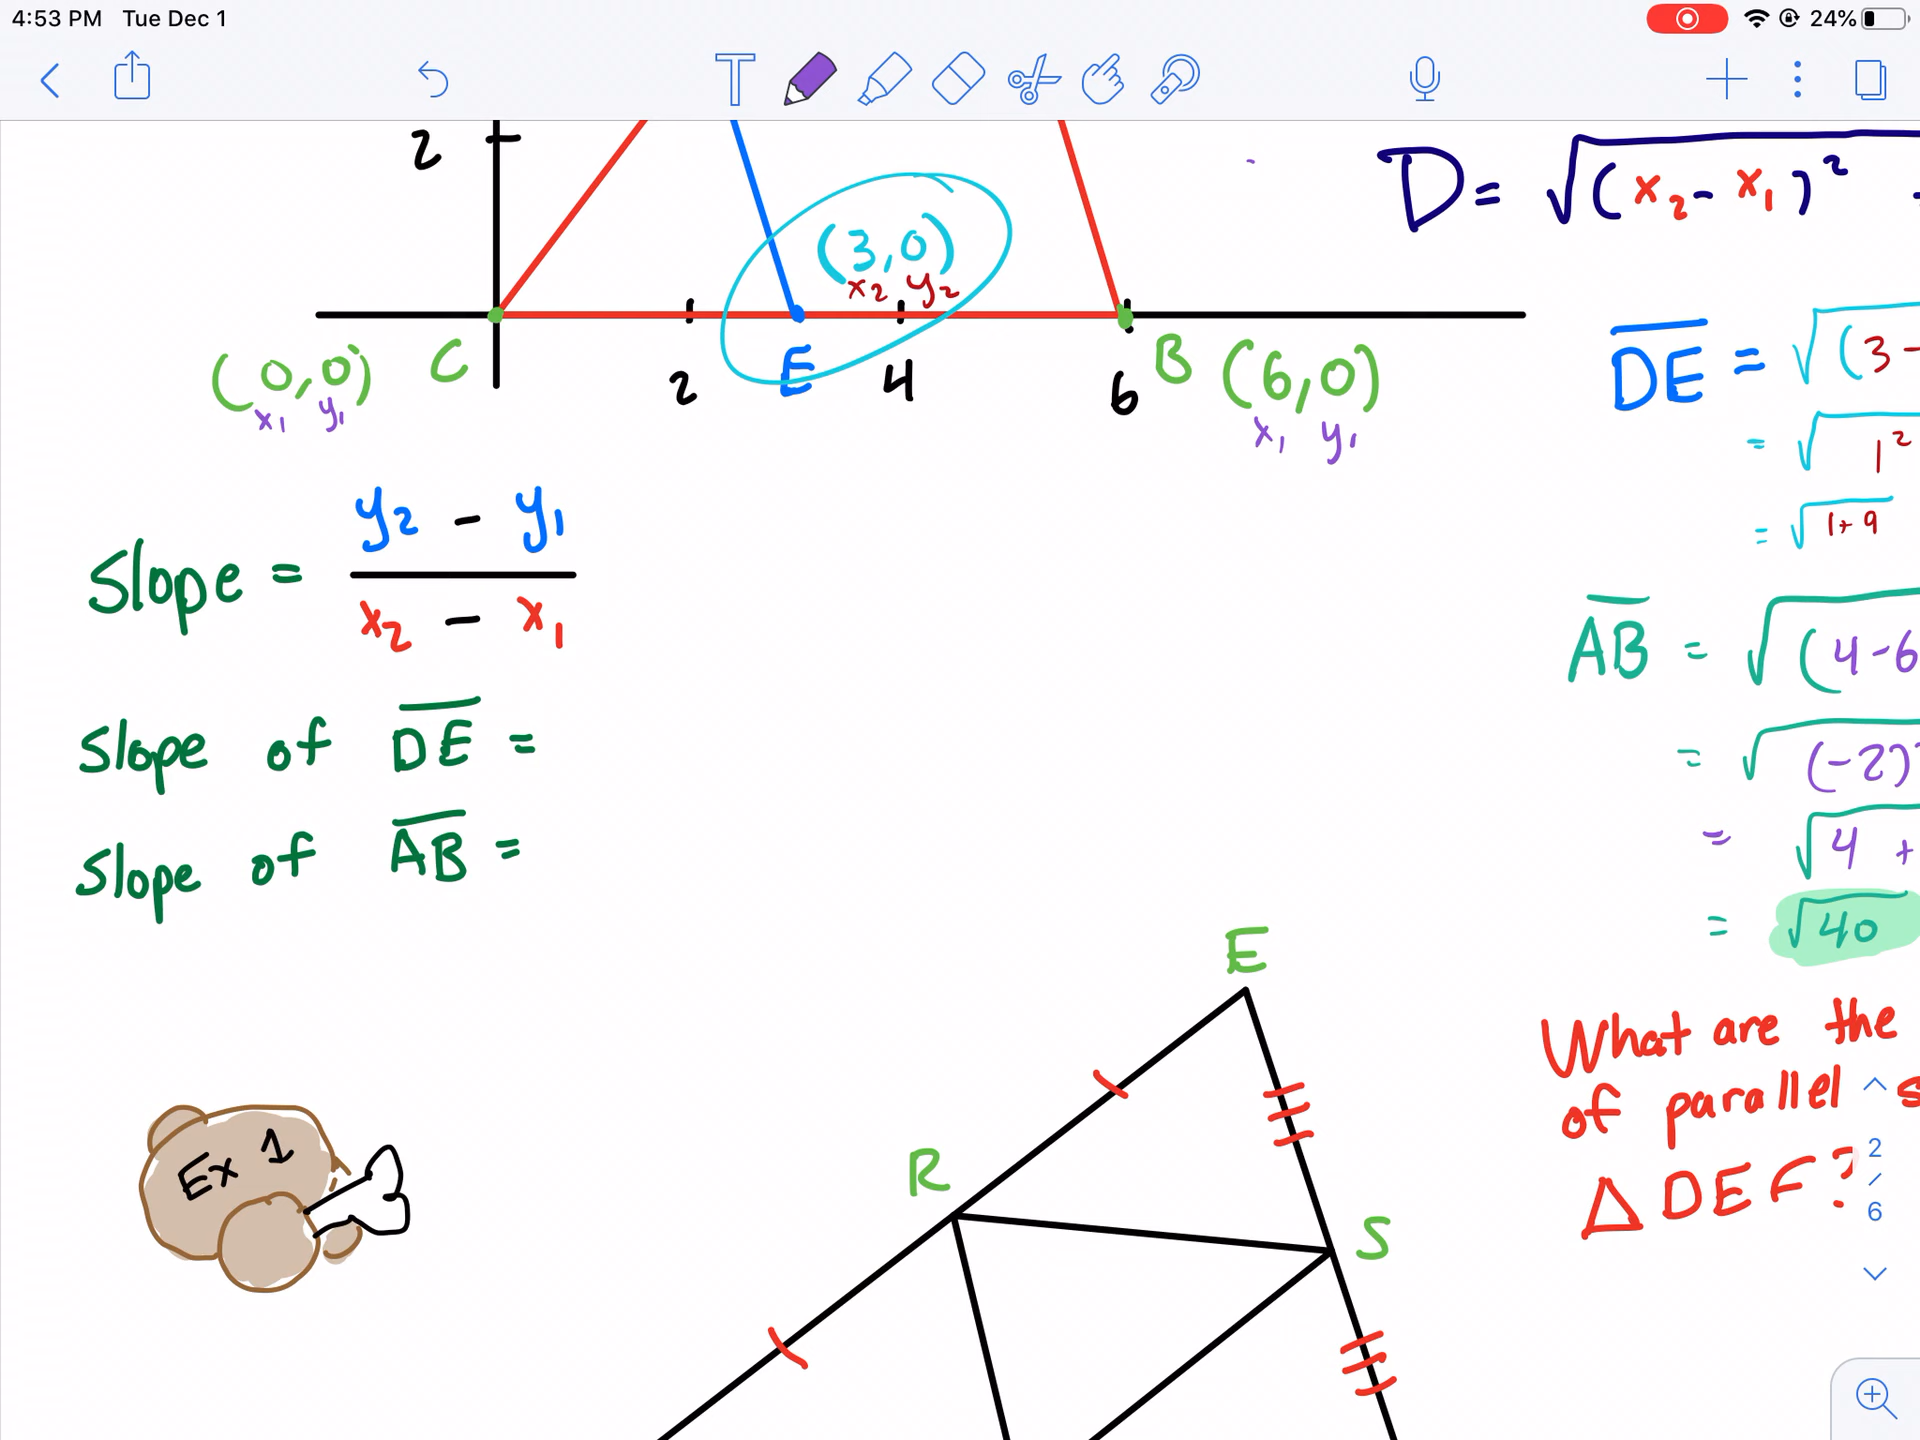 4:53 PM Tue Dec 1 24%
T
2
D = √(x₂ - x₁)²
(3,0)
x₂ y₂
DE = √(3 -
(0,0) C 2 E 4 6 B (6,0)
x₁ y₁ x₁ y₁
= √ 1²
= √1+9
Slope = y₂ - y₁
x₂ - x₁
AB = √(4-6
Slope of DE =
= √(-2)
Slope of AB =
= √4 +
= √40
E
What are the
of parallel s
△DEF?
2
/
6
Ex 1
R
S